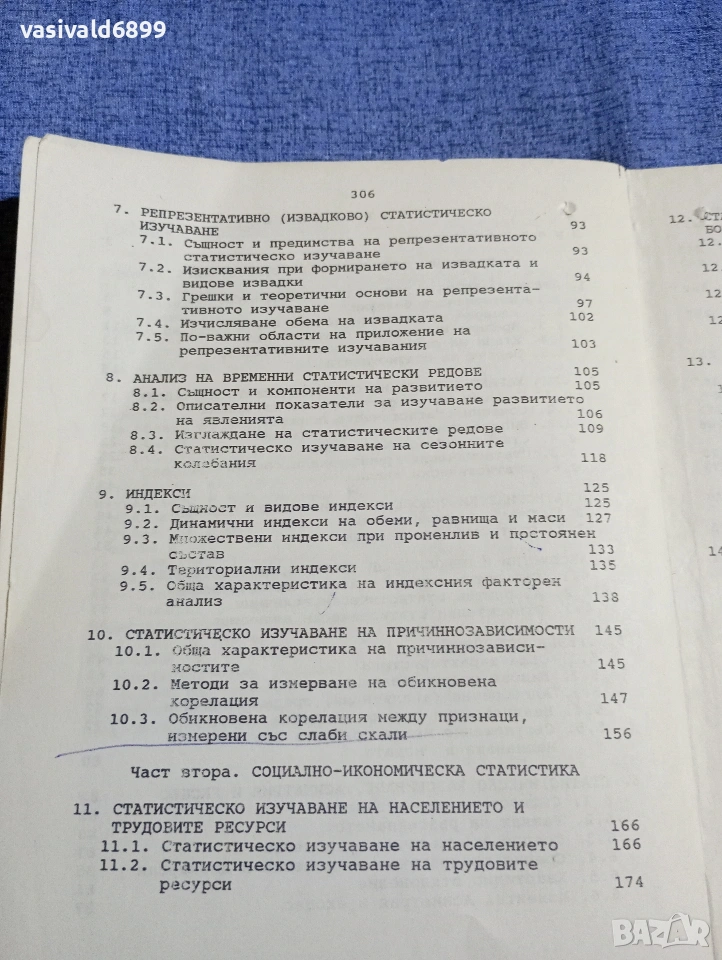 vasivald6899
306
7. РЕПРЕЗЕНТАТИВНО (ИЗВАДКОВО) СТАТИСТИЧЕСКО
ИЗУЧАВАНЕ 93
7.1. Същност и предимства на репрезентативното
статистическо изучаване 93
7.2. Изисквания при формирането на извадката и
видове извадки 94
7.3. Грешки и теоретични основи на репрезента-
тивното изучаване 97
7.4. Изчисляване обема на извадката 102
7.5. По-важни области на приложение на
репрезентативните изучавания 103
8. АНАЛИЗ НА ВРЕМЕННИ СТАТИСТИЧЕСКИ РЕДОВЕ 105
8.1. Същност и компоненти на развитието 105
8.2. Описателни показатели за изучаване развитието
на явленията 106
8.3. Изглаждане на статистическите редове 109
8.4. Статистическо изучаване на сезонните
колебания 118
9. ИНДЕКСИ 125
9.1. Същност и видове индекси 125
9.2. Динамични индекси на обеми, равнища и маси 127
9.3. Множествени индекси при променлив и постоянен
състав 133
9.4. Териториални индекси 135
9.5. Обща характеристика на индексния факторен
анализ 138
10. СТАТИСТИЧЕСКО ИЗУЧАВАНЕ НА ПРИЧИННОЗАВИСИМОСТИ 145
10.1. Обща характеристика на причиннозависи-
мостите 145
10.2. Методи за измерване на обикновена
корелация 147
10.3. Обикновена корелация между признаци,
измерени със слаби скали 156
Част втора. СОЦИАЛНО-ИКОНОМИЧЕСКА СТАТИСТИКА
11. СТАТИСТИЧЕСКО ИЗУЧАВАНЕ НА НАСЕЛЕНИЕТО И
ТРУДОВИТЕ РЕСУРСИ 166
11.1. Статистическо изучаване на населението 166
11.2. Статистическо изучаване на трудовите
ресурси 174
12.
БО
12.
12.
12
12
13.
14
BAZAR